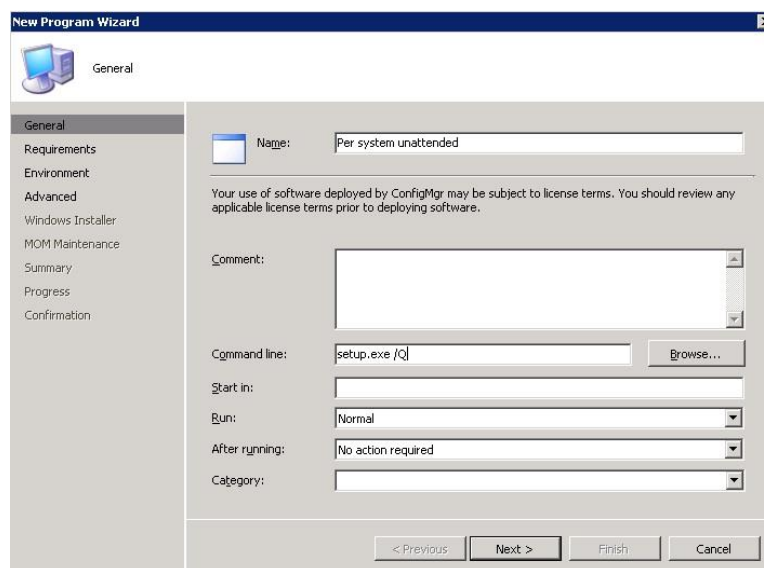 New Program Wizard
General
General
Requirements
Environment
Advanced
Windows Installer
MOM Maintenance
Summary
Progress
Confirmation
Name:
Per system unattended
Your use of software deployed by ConfigMgr may be subject to license terms. You should review any
applicable license terms prior to deploying software.
Comment:
Command line:
setup.exe /Q
Browse...
Start in:
Run:
Normal
After running:
No action required
Category:
< Previous
Next >
Finish
Cancel